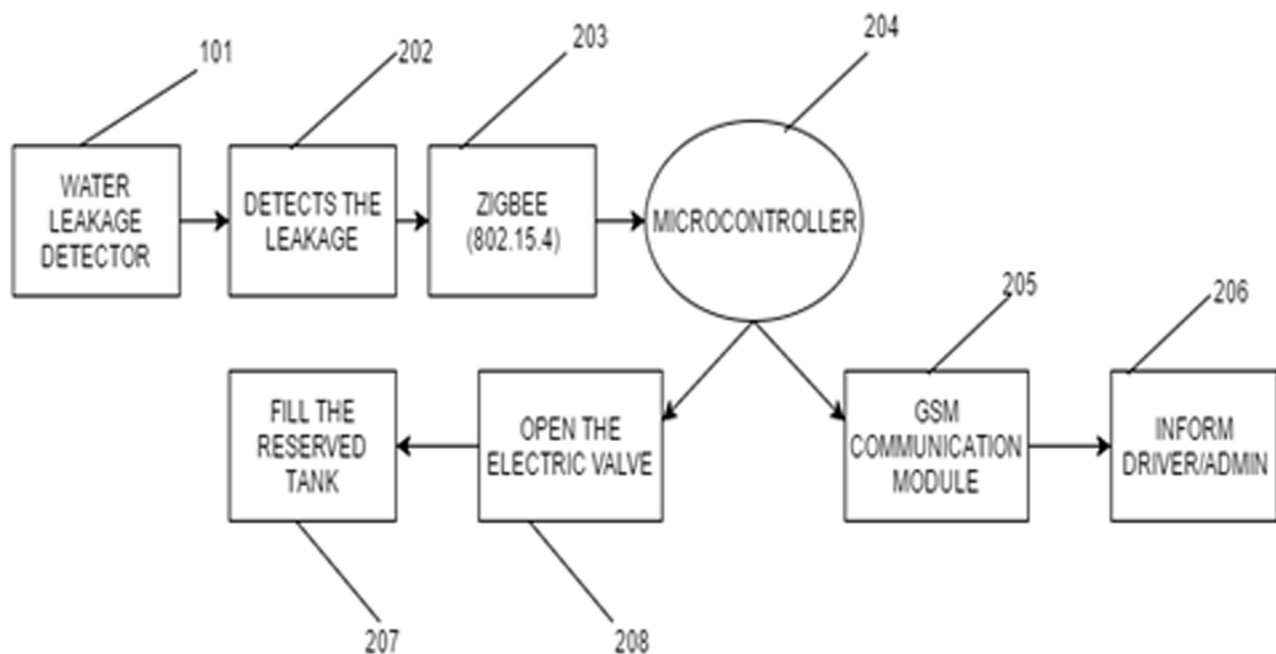 101
202
203
204
WATER
LEAKAGE
DETECTOR
DETECTS THE
LEAKAGE
ZIGBEE
(802.15.4)
MICROCONTROLLER
205
206
FILL THE
RESERVED
TANK
OPEN THE
ELECTRIC VALVE
GSM
COMMUNICATION
MODULE
INFORM
DRIVER/ADMIN
207
208